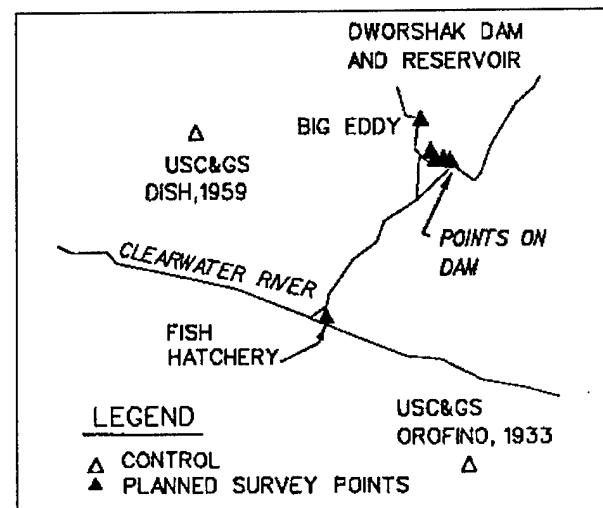 DWORSHAK DAM
AND RESERVOIR
BIG EDDY
USC&GS
DISH,1959
POINTS ON
DAM
CLEARWATER RIVER
FISH
HATCHERY
USC&GS
OROFINO, 1933
LEGEND
CONTROL
PLANNED SURVEY POINTS